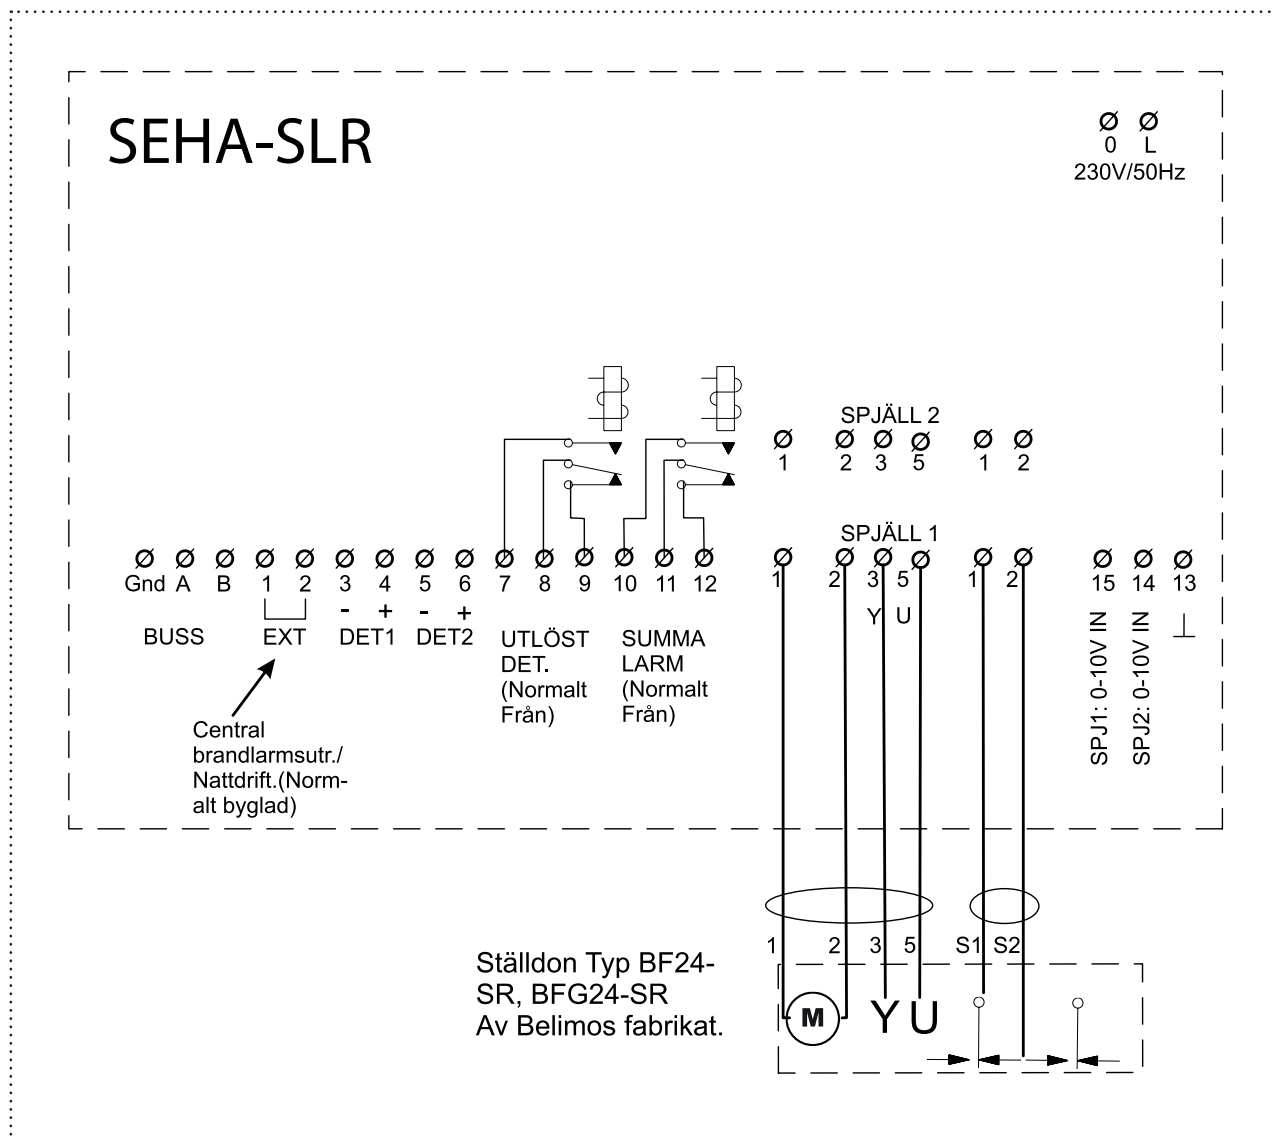 SEHA-SLR
0 L
230V/50Hz
SPJÄLL 2
1 2 3 5 1 2
SPJÄLL 1
Gnd A B 1 2 3 4 5 6 7 8 9 10 11 12 1 2 3 5 1 2 15 14 13
- + - +
Y U
BUSS EXT DET1 DET2
UTLÖST
DET.
(Normalt
Från)
SUMMA
LARM
(Normalt
Från)
SPJ1: 0-10V IN
SPJ2: 0-10V IN
Central
brandlarmsutr./
Nattdrift.(Norm-
alt byglad)
1 2 3 5 S1 S2
Ställdon Typ BF24-
SR, BFG24-SR
Av Belimos fabrikat.
M Y U